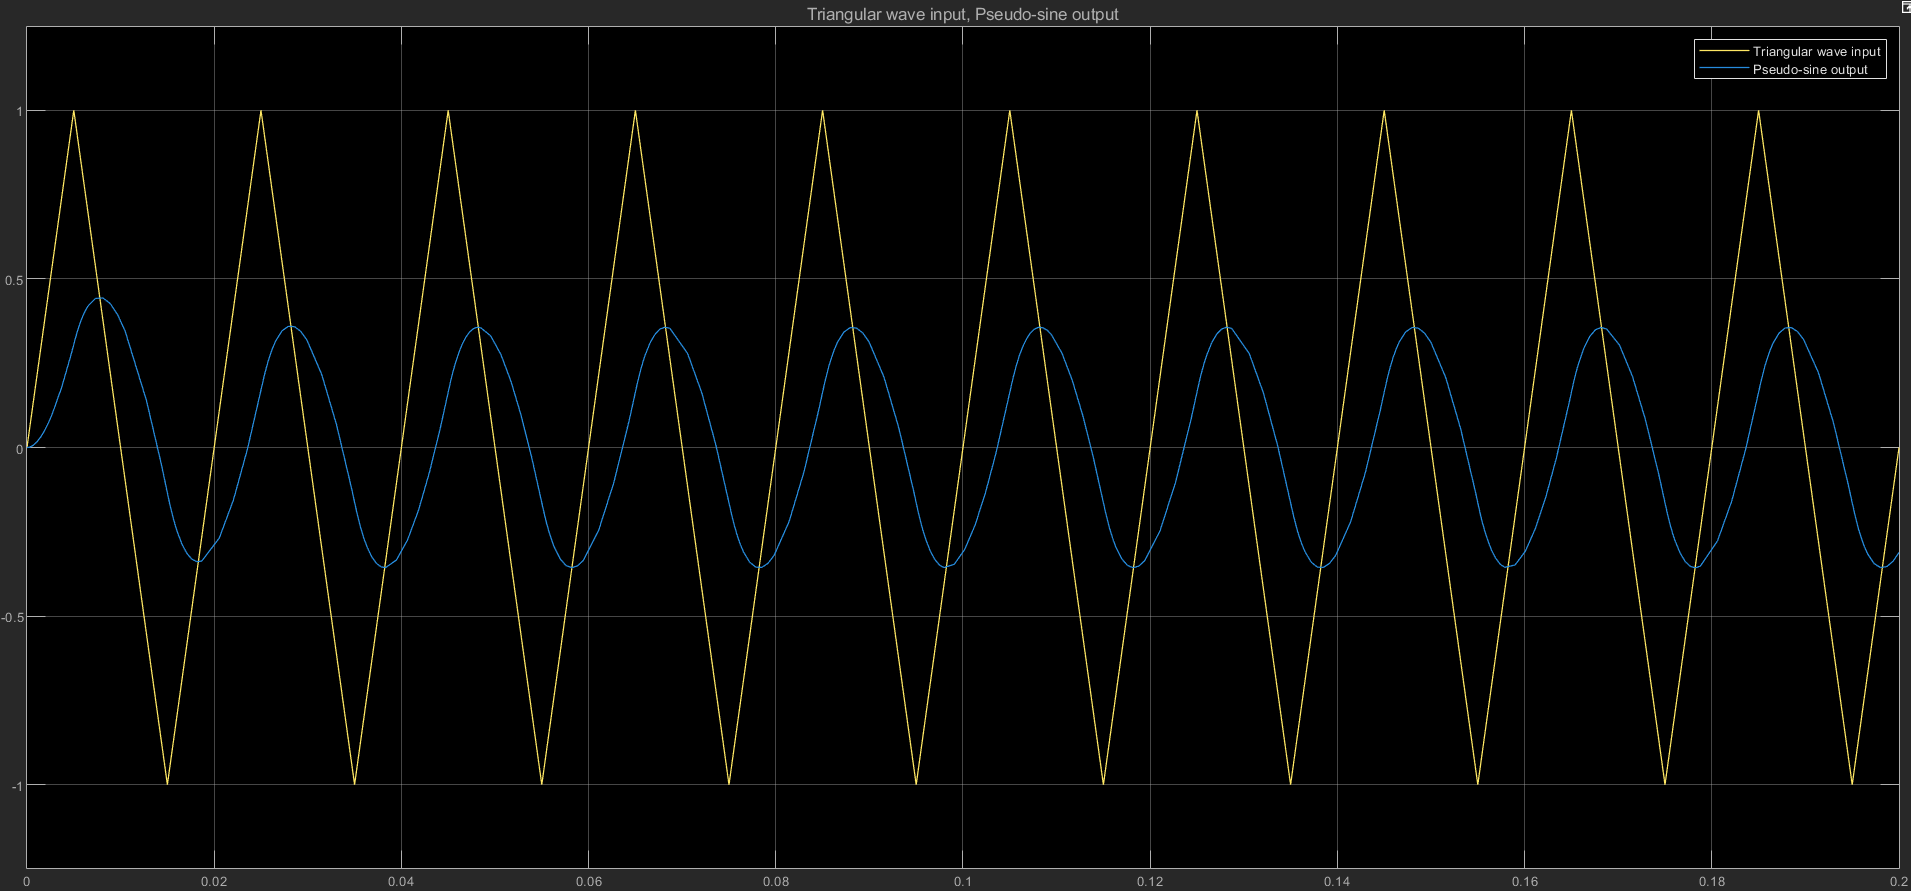 Triangular wave input, Pseudo-sine output
Triangular wave input
Pseudo-sine output
1
0.5
0
-0.5
-1
0 0.02 0.04 0.06 0.08 0.1 0.12 0.14 0.16 0.18 0.2